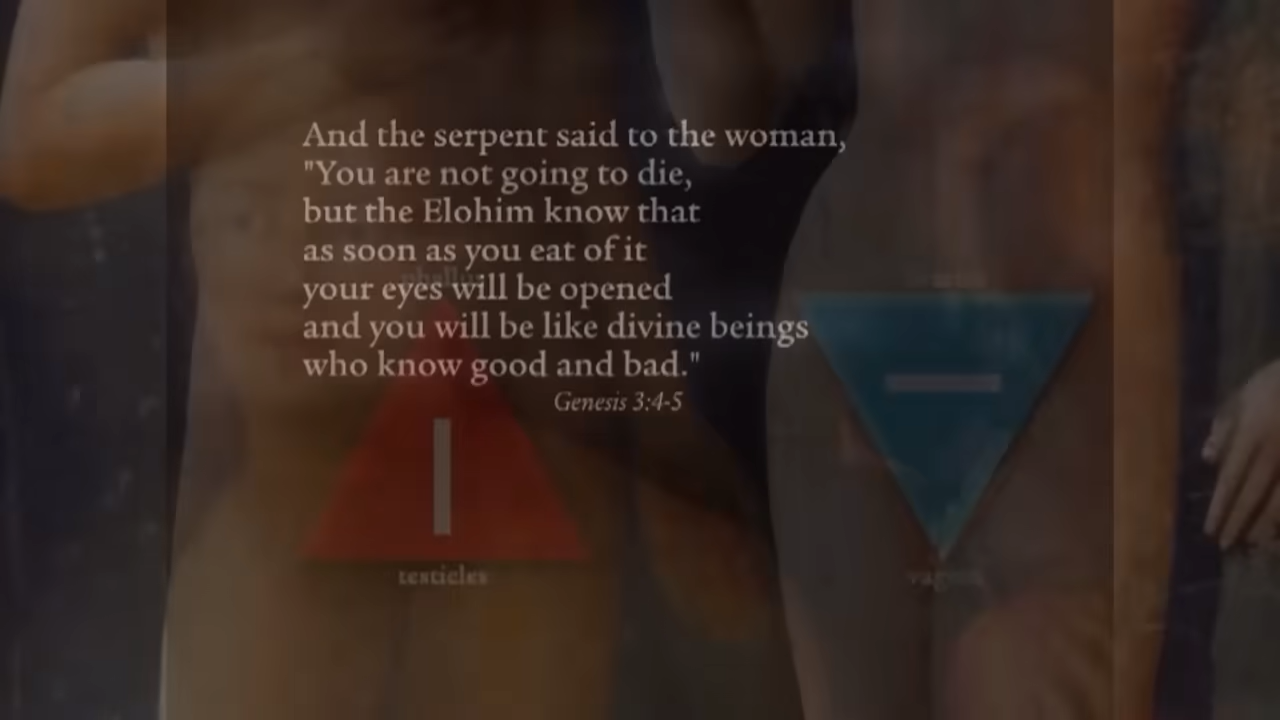 And the serpent said to the woman,
"You are not going to die,
but the Elohim know that
as soon as you eat of it
your eyes will be opened
and you will be like divine beings
who know good and bad."
Genesis 3:4-5
testicles